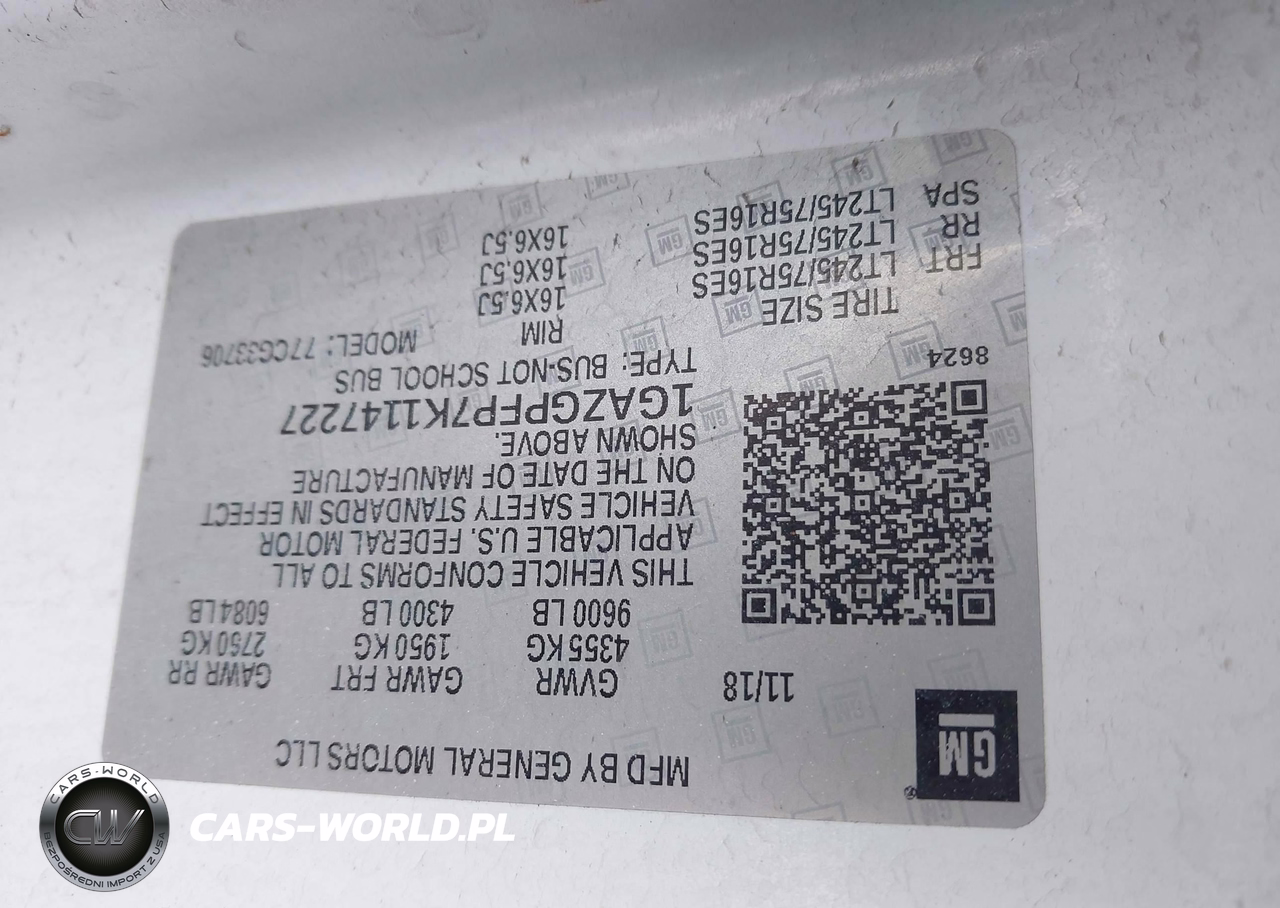 MFD BY GENERAL MOTORS LLC
GM
11/18
GVWR GAWR FRT GAWR RR
4355 KG 1950 KG 2760 KG
9600 LB 4300 LB 6084 LB
THIS VEHICLE CONFORMS TO ALL
APPLICABLE U.S. FEDERAL MOTOR
VEHICLE SAFETY STANDARDS IN EFFECT
ON THE DATE OF MANUFACTURE
SHOWN ABOVE.
1GAZGPFP7K1147227
TYPE: BUS-NOT SCHOOL BUS
MODEL: 77CG33706
8624
TIRE SIZE RIM
FRT LT245/75R16ES 16X6.5J
RR LT245/75R16ES 16X6.5J
SPA LT245/75R16ES 16X6.5J
CARS-WORLD
CW
BEZPOŚREDNI IMPORT Z USA
CARS-WORLD.PL